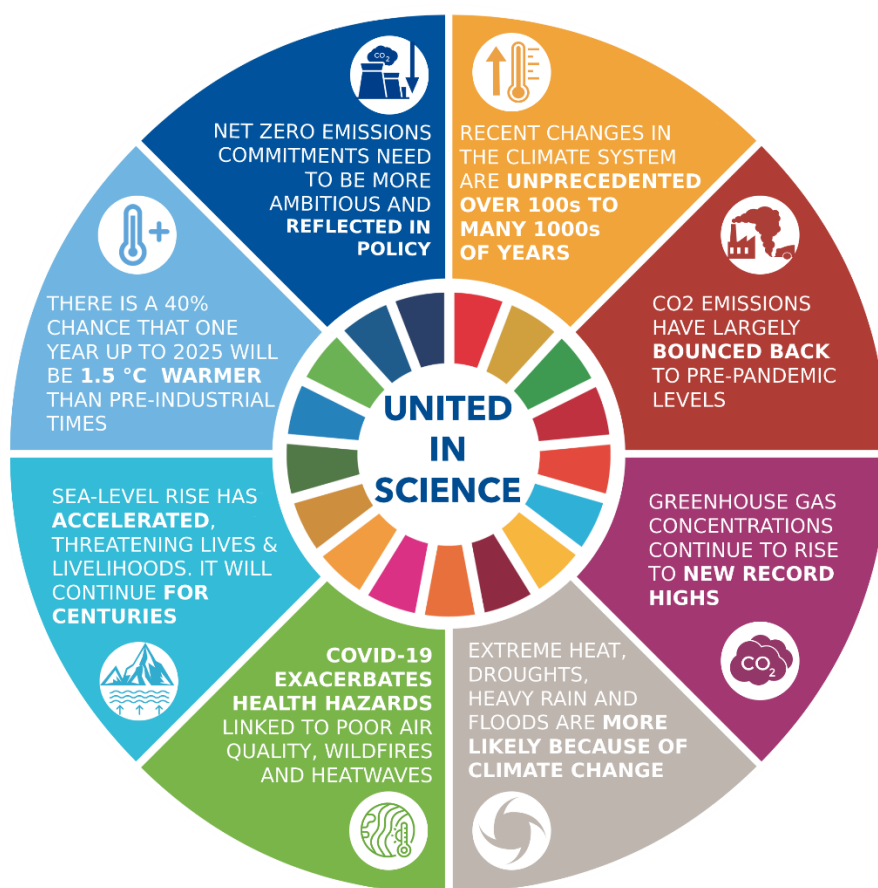 NET ZERO EMISSIONS
COMMITMENTS NEED
TO BE MORE
AMBITIOUS AND
REFLECTED IN
POLICY
RECENT CHANGES IN
THE CLIMATE SYSTEM
ARE UNPRECEDENTED
OVER 100s TO
MANY 1000s
OF YEARS
CO2 EMISSIONS
HAVE LARGELY
BOUNCED BACK
TO PRE-PANDEMIC
LEVELS
GREENHOUSE GAS
CONCENTRATIONS
CONTINUE TO RISE
TO NEW RECORD
HIGHS
CO2
EXTREME HEAT,
DROUGHTS,
HEAVY RAIN AND
FLOODS ARE MORE
LIKELY BECAUSE OF
CLIMATE CHANGE
COVID-19
EXACERBATES
HEALTH HAZARDS
LINKED TO POOR AIR
QUALITY, WILDFIRES
AND HEATWAVES
SEA-LEVEL RISE HAS
ACCELERATED,
THREATENING LIVES &
LIVELIHOODS. IT WILL
CONTINUE FOR
CENTURIES
THERE IS A 40%
CHANCE THAT ONE
YEAR UP TO 2025 WILL
BE 1.5 °C WARMER
THAN PRE-INDUSTRIAL
TIMES
CO2
UNITED
IN
SCIENCE